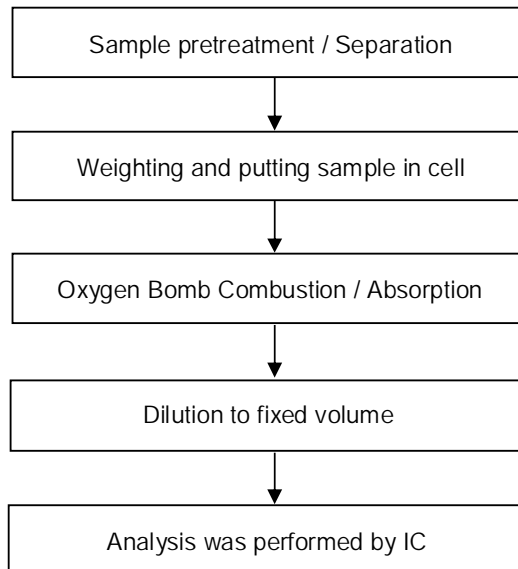 Sample pretreatment / Separation
Weighting and putting sample in cell
Oxygen Bomb Combustion / Absorption
Dilution to fixed volume
Analysis was performed by IC